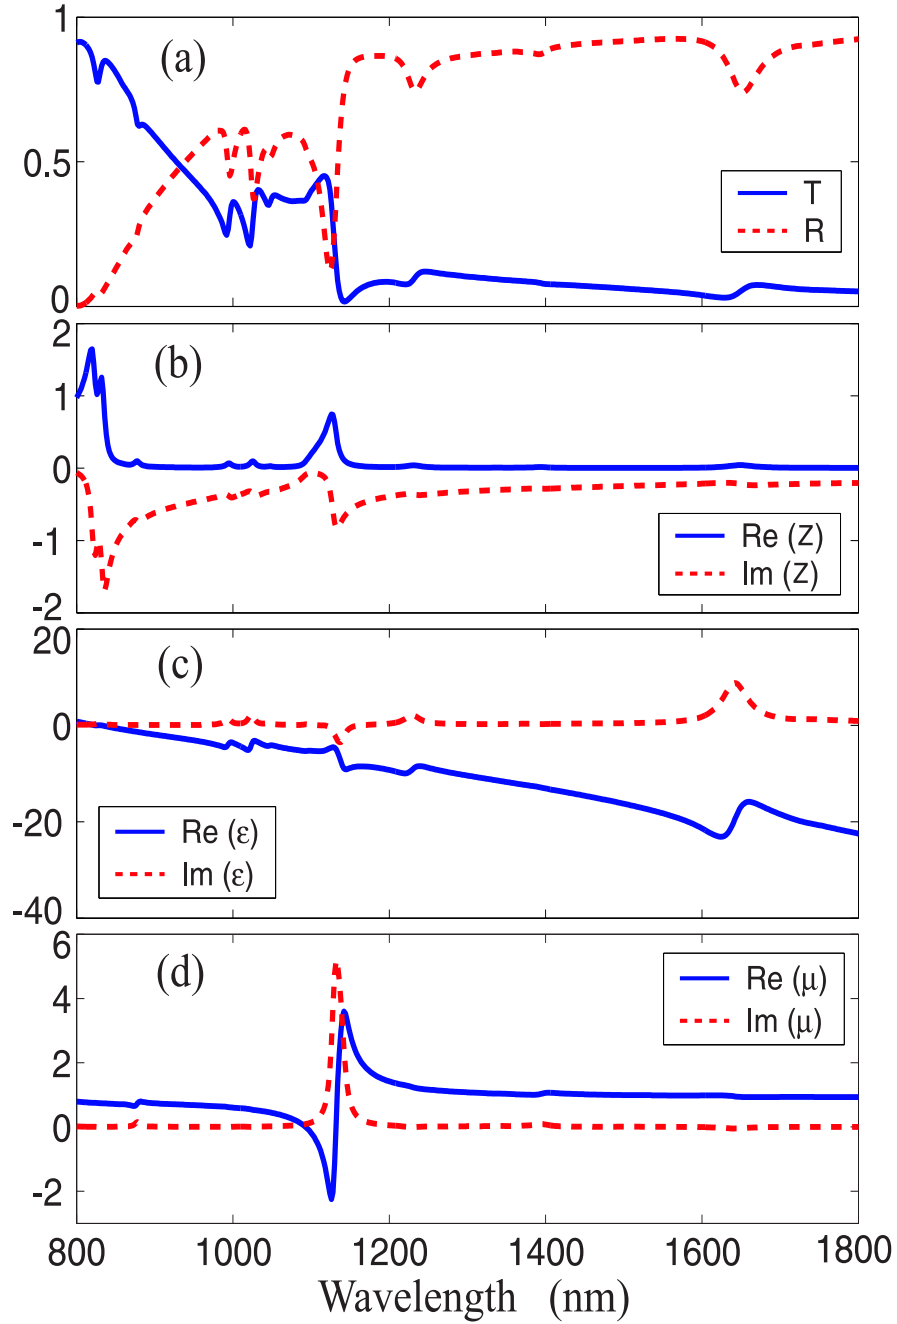 1
(a)
0.5
T
R
0
2
(b)
1
0
-1
Re (Z)
Im (Z)
-2
20
(c)
0
-20
Re (ε)
Im (ε)
-40
6
(d)
Re (μ)
4
Im (μ)
2
0
-2
800 1000 1200 1400 1600 1800
Wavelength (nm)